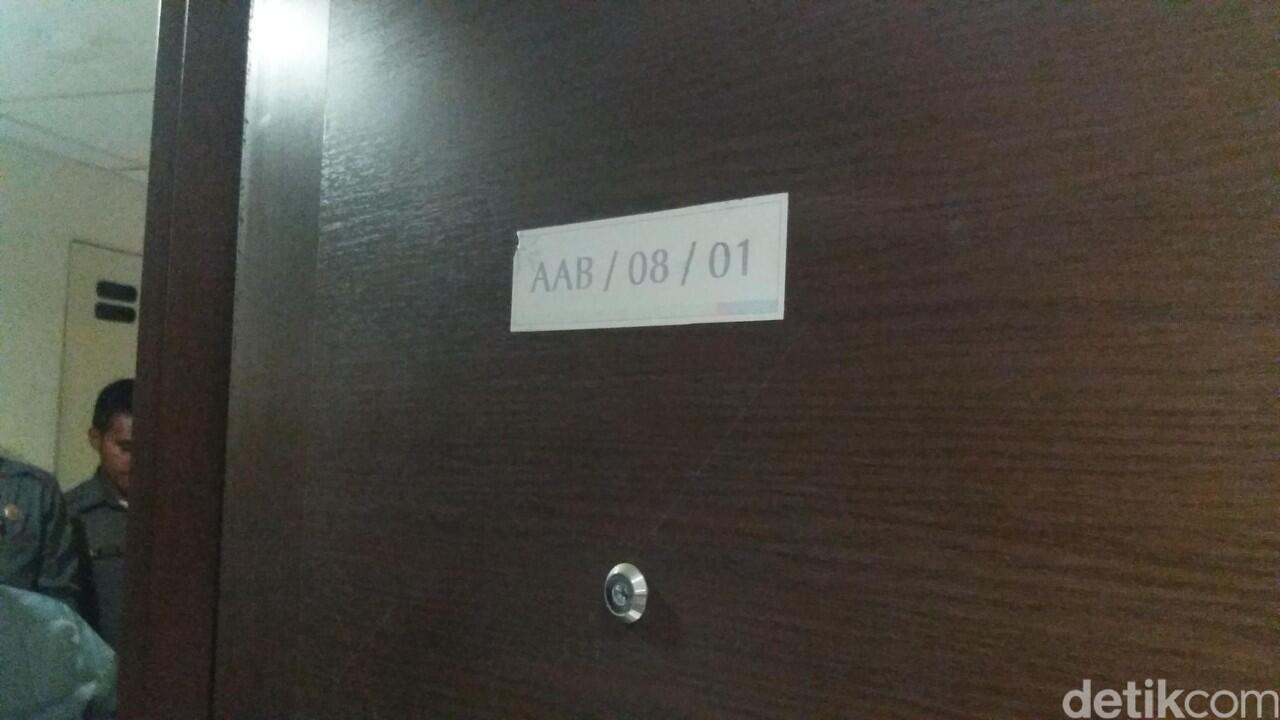 AAB / 08 / 01
detikcom